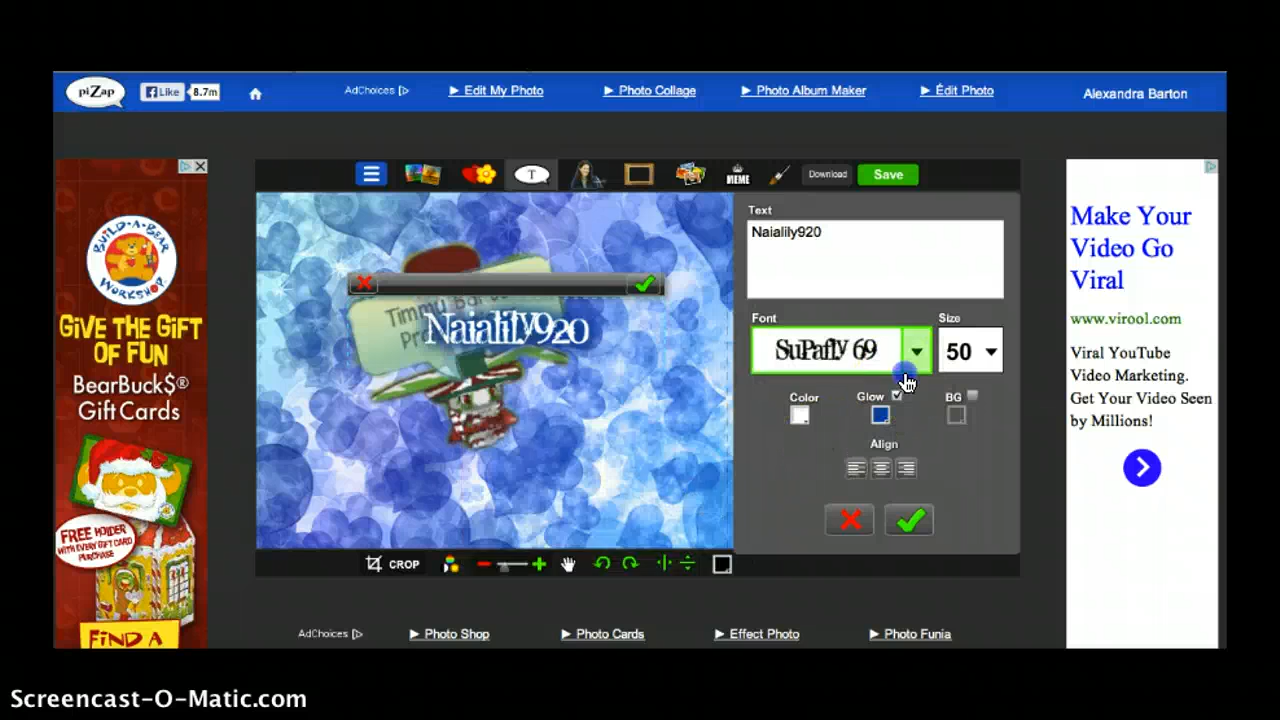 piZap
Like
8.7m
AdChoices
► Edit My Photo
► Photo Collage
► Photo Album Maker
► Édit Photo
Alexandra Barton
T
MEME
Download
Save
BUILD-A-BEAR
WORKSHOP
GIVE THE GIFT
OF FUN
BEARBUCK$®
GIFT CARDS
FREE HOLDER
WITH EVERY GIFT CARD
PURCHASE
FIND A
Timmy
Naialily920
CROP
Text
Naialily920
Font
Size
SuPafly 69
50
Color
Glow
BG
Align
Make Your
Video Go
Viral
www.virool.com
Viral YouTube
Video Marketing.
Get Your Video Seen
by Millions!
AdChoices
► Photo Shop
► Photo Cards
► Effect Photo
► Photo Funia
Screencast-O-Matic.com